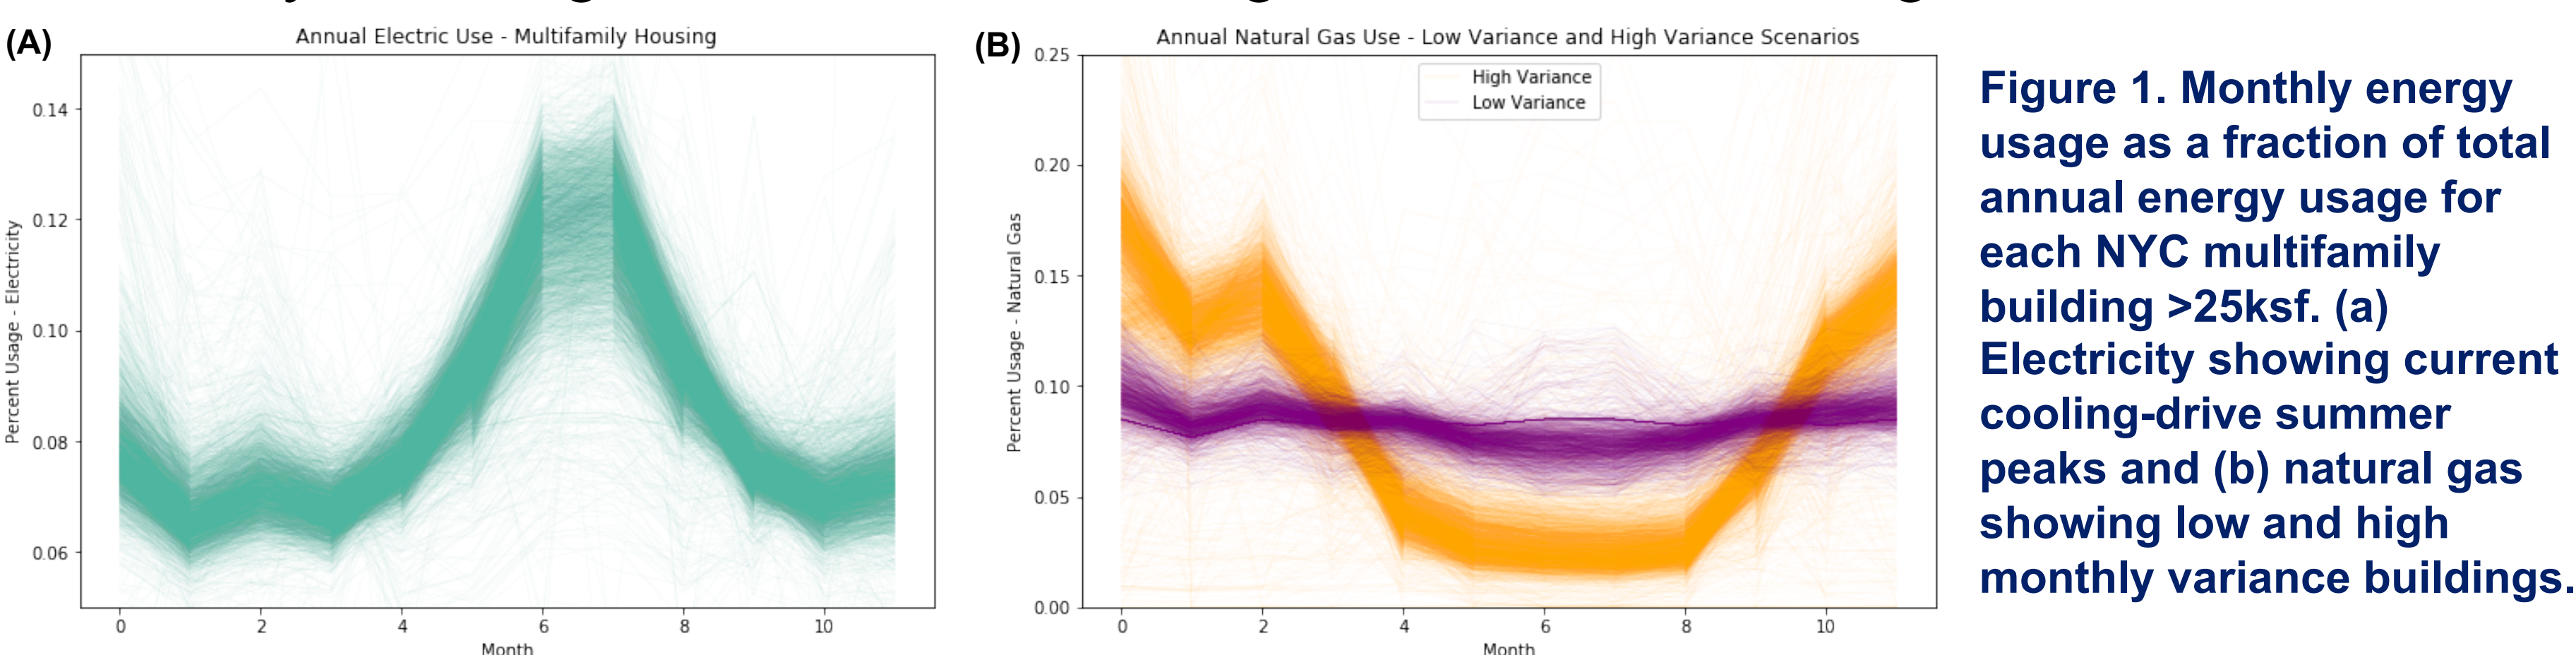 (A)
Annual Electric Use - Multifamily Housing
Percent Usage - Electricity
0.14
0.12
0.10
0.08
0.06
0 2 4 6 8 10
Month
(B)
Annual Natural Gas Use - Low Variance and High Variance Scenarios
High Variance
Low Variance
Percent Usage - Natural Gas
0.25
0.20
0.15
0.10
0.05
0.00
0 2 4 6 8 10
Month
Figure 1. Monthly energy
usage as a fraction of total
annual energy usage for
each NYC multifamily
building >25ksf. (a)
Electricity showing current
cooling-drive summer
peaks and (b) natural gas
showing low and high
monthly variance buildings.